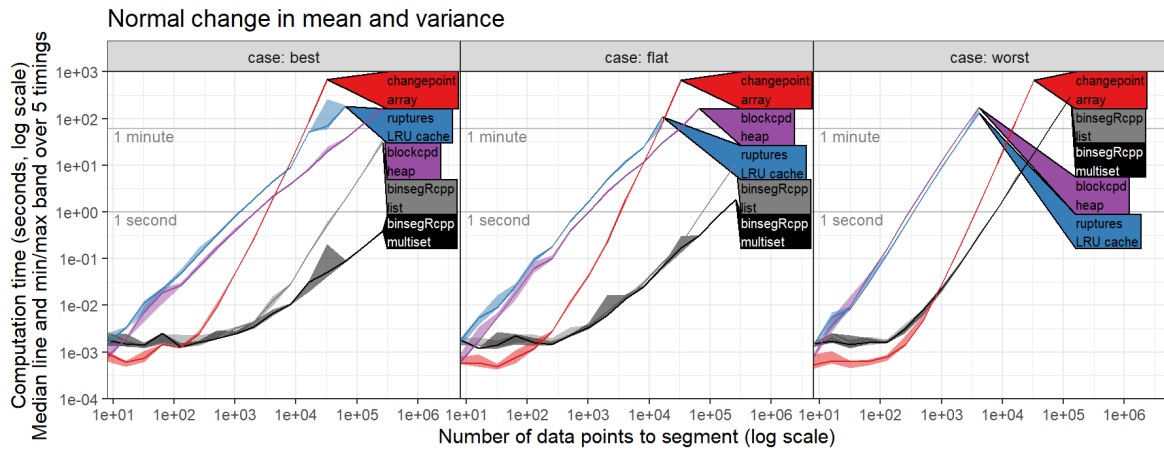 Normal change in mean and variance
Computation time (seconds, log scale)
Median line and min/max band over 5 timings
case: best
case: flat
case: worst
1e+03
1e+02
1e+01
1e+00
1e-01
1e-02
1e-03
1e-04
1 minute
1 second
changepoint
array
ruptures
LRU cache
blockcpd
heap
binsegRcpp
list
binsegRcpp
multiset
1 minute
1 second
changepoint
array
blockcpd
heap
ruptures
LRU cache
binsegRcpp
list
binsegRcpp
multiset
1 minute
1 second
changepoint
array
binsegRcpp
list
binsegRcpp
multiset
blockcpd
heap
ruptures
LRU cache
1e+01 1e+02 1e+03 1e+04 1e+05 1e+06
1e+01 1e+02 1e+03 1e+04 1e+05 1e+06
1e+01 1e+02 1e+03 1e+04 1e+05 1e+06
Number of data points to segment (log scale)